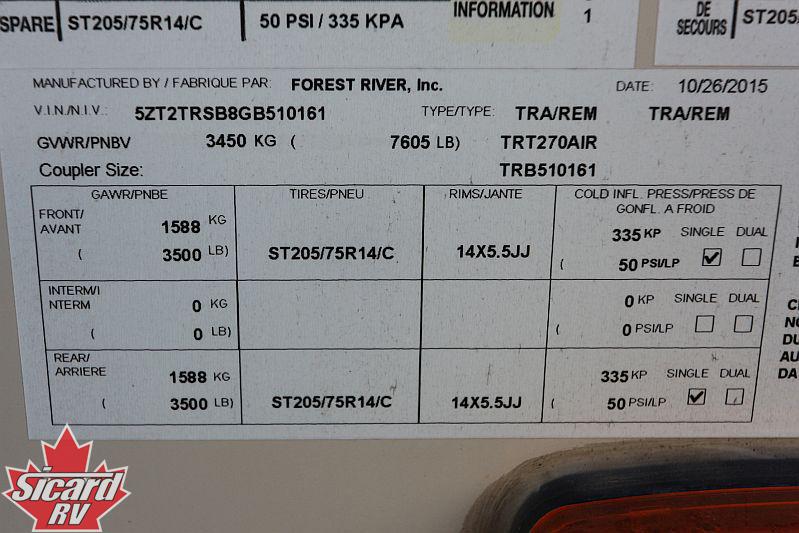 SPARE ST205/75R14/C 50 PSI / 335 KPA INFORMATION 1 DE SECOURS ST205/
MANUFACTURED BY / FABRIQUE PAR: FOREST RIVER, Inc. DATE: 10/26/2015
V.I.N./N.I.V.: 5ZT2TRSB8GB510161 TYPE/TYPE: TRA/REM TRA/REM
GVWR/PNBV 3450 KG ( 7605 LB) TRT270AIR
Coupler Size: TRB510161
GAWR/PNBE TIRES/PNEU RIMS/JANTE COLD INFL. PRESS/PRESS DE
GONFL. A FROID
FRONT/ AVANT 1588 KG 335 KP SINGLE DUAL
( 3500 LB) ST205/75R14/C 14X5.5JJ ( 50 PSI/LP
INTERM/I NTERM 0 KG 0 KP SINGLE DUAL
( 0 LB) ( 0 PSI/LP
REAR/ ARRIERE 1588 KG 335 KP SINGLE DUAL
( 3500 LB) ST205/75R14/C 14X5.5JJ ( 50 PSI/LP
Sicard
RV